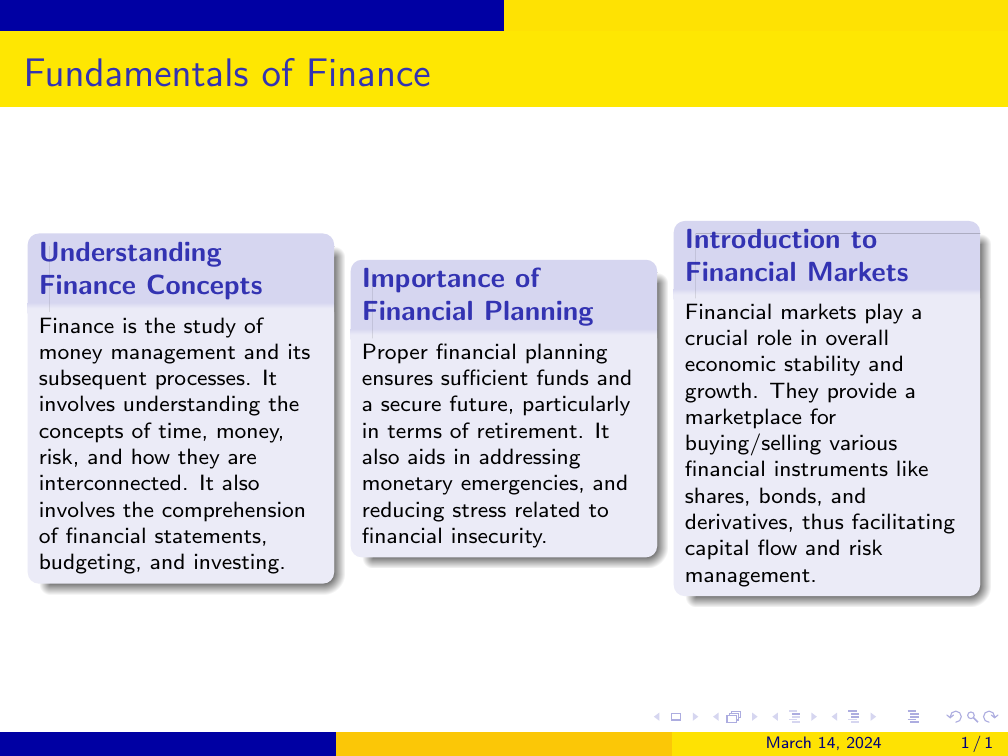 Fundamentals of Finance
Understanding
Finance Concepts
Finance is the study of
money management and its
subsequent processes. It
involves understanding the
concepts of time, money,
risk, and how they are
interconnected. It also
involves the comprehension
of financial statements,
budgeting, and investing.
Importance of
Financial Planning
Proper financial planning
ensures sufficient funds and
a secure future, particularly
in terms of retirement. It
also aids in addressing
monetary emergencies, and
reducing stress related to
financial insecurity.
Introduction to
Financial Markets
Financial markets play a
crucial role in overall
economic stability and
growth. They provide a
marketplace for
buying/selling various
financial instruments like
shares, bonds, and
derivatives, thus facilitating
capital flow and risk
management.
March 14, 2024 1 / 1